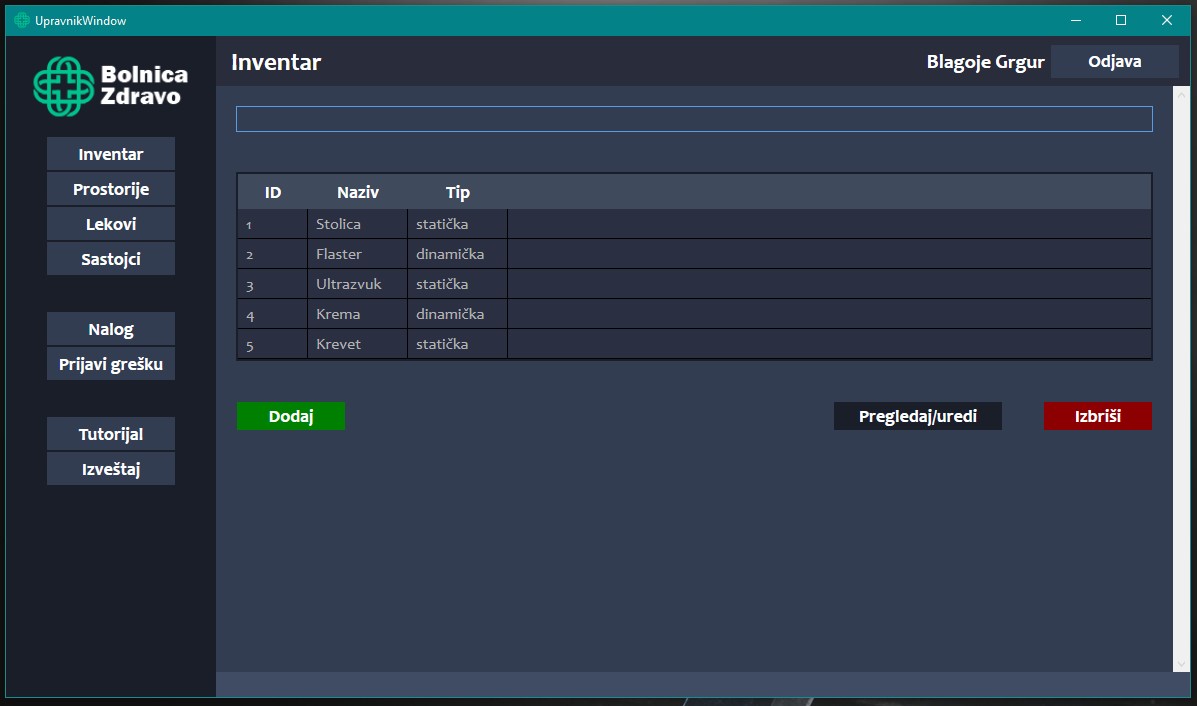 UpravnikWindow
Bolnica
Zdravo
Inventar
Blagoje Grgur
Odjava
Inventar
Prostorije
Lekovi
Sastojci
Nalog
Prijavi grešku
Tutorijal
Izveštaj
ID Naziv Tip
1 Stolica statička
2 Flaster dinamička
3 Ultrazvuk statička
4 Krema dinamička
5 Krevet statička
Dodaj
Pregledaj/uredi
Izbriši